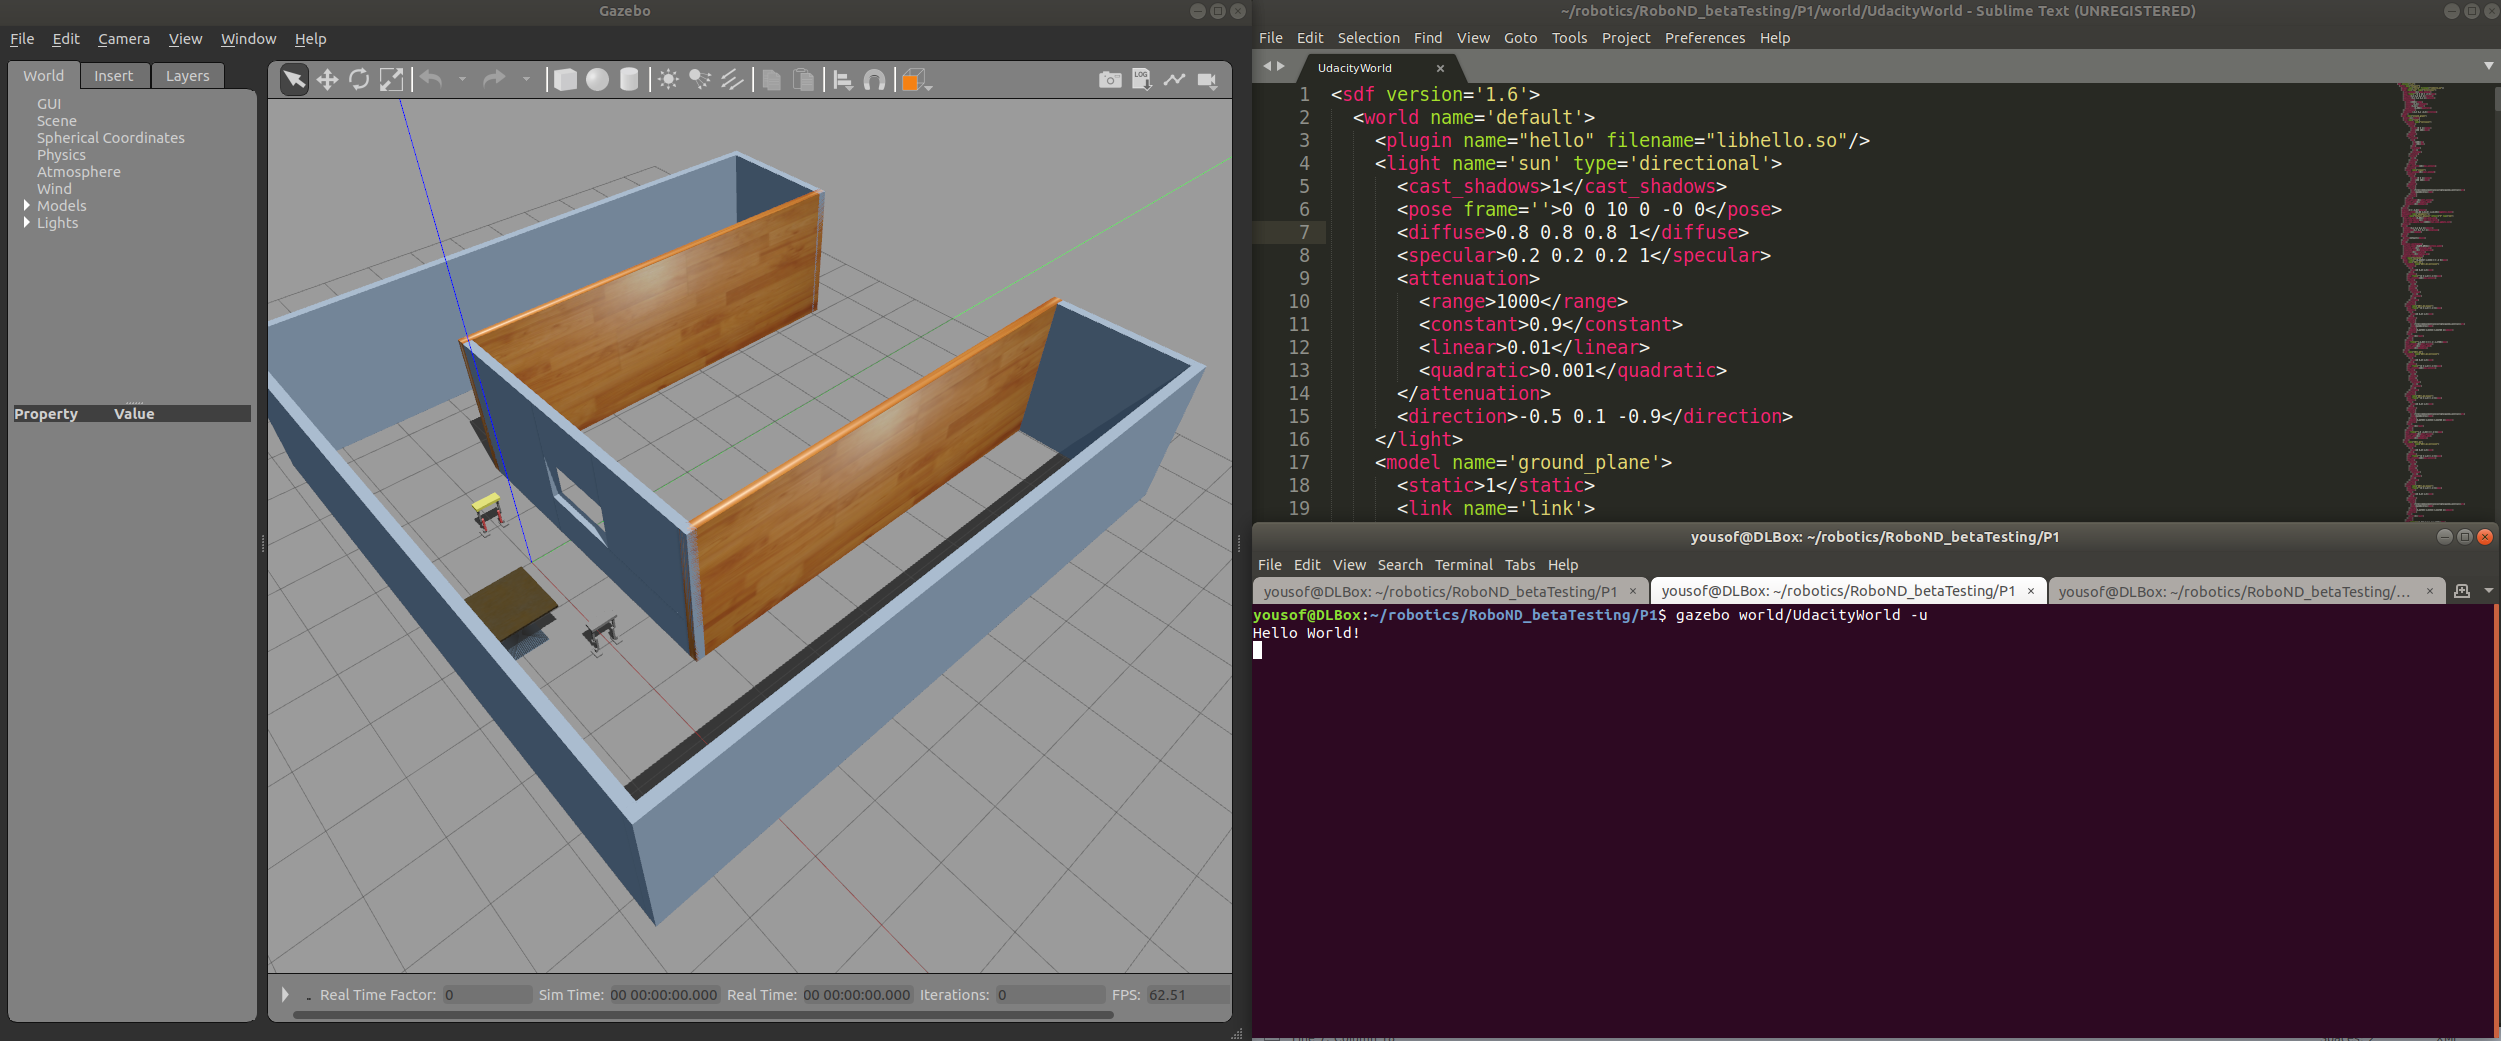 Gazebo
File Edit Camera View Window Help
World Insert Layers
GUI
Scene
Spherical Coordinates
Physics
Atmosphere
Wind
Models
Lights
Property Value
LOG
Real Time Factor: 0 Sim Time: 00 00:00:00.000 Real Time: 00 00:00:00.000 Iterations: 0 FPS: 62.51
~/robotics/RoboND_betaTesting/P1/world/UdacityWorld - Sublime Text (UNREGISTERED)
File Edit Selection Find View Goto Tools Project Preferences Help
UdacityWorld ×
1 <sdf version='1.6'>
2 <world name='default'>
3 <plugin name="hello" filename="libhello.so"/>
4 <light name='sun' type='directional'>
5 <cast_shadows>1</cast_shadows>
6 <pose frame=''>0 0 10 0 -0 0</pose>
7 <diffuse>0.8 0.8 0.8 1</diffuse>
8 <specular>0.2 0.2 0.2 1</specular>
9 <attenuation>
10 <range>1000</range>
11 <constant>0.9</constant>
12 <linear>0.01</linear>
13 <quadratic>0.001</quadratic>
14 </attenuation>
15 <direction>-0.5 0.1 -0.9</direction>
16 </light>
17 <model name='ground_plane'>
18 <static>1</static>
19 <link name='link'>
yousof@DLBox: ~/robotics/RoboND_betaTesting/P1
File Edit View Search Terminal Tabs Help
yousof@DLBox: ~/robotics/RoboND_betaTesting/P1 × yousof@DLBox: ~/robotics/RoboND_betaTesting/P1 × yousof@DLBox: ~/robotics/RoboND_betaTesting/... ×
yousof@DLBox:~/robotics/RoboND_betaTesting/P1$ gazebo world/UdacityWorld -u
Hello World!